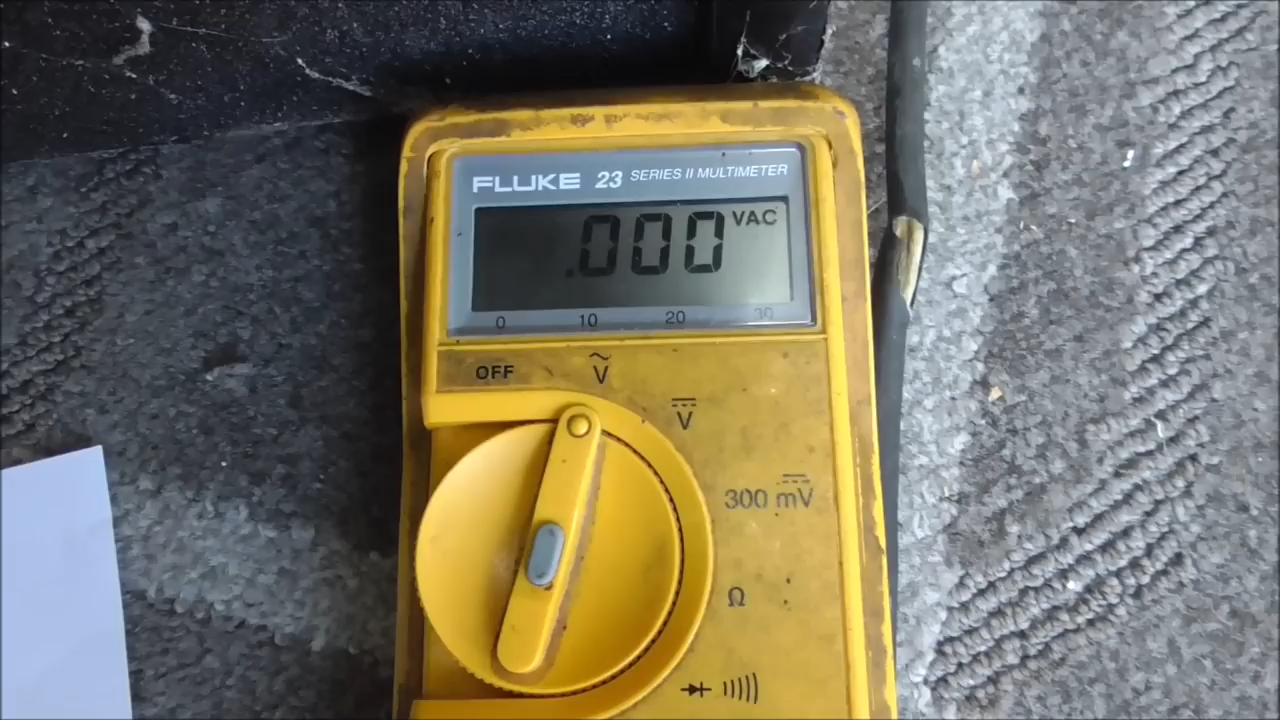 FLUKE 23 SERIES II MULTIMETER
.000 VAC
0 10 20 30
OFF
V
V
300 mV
Ω